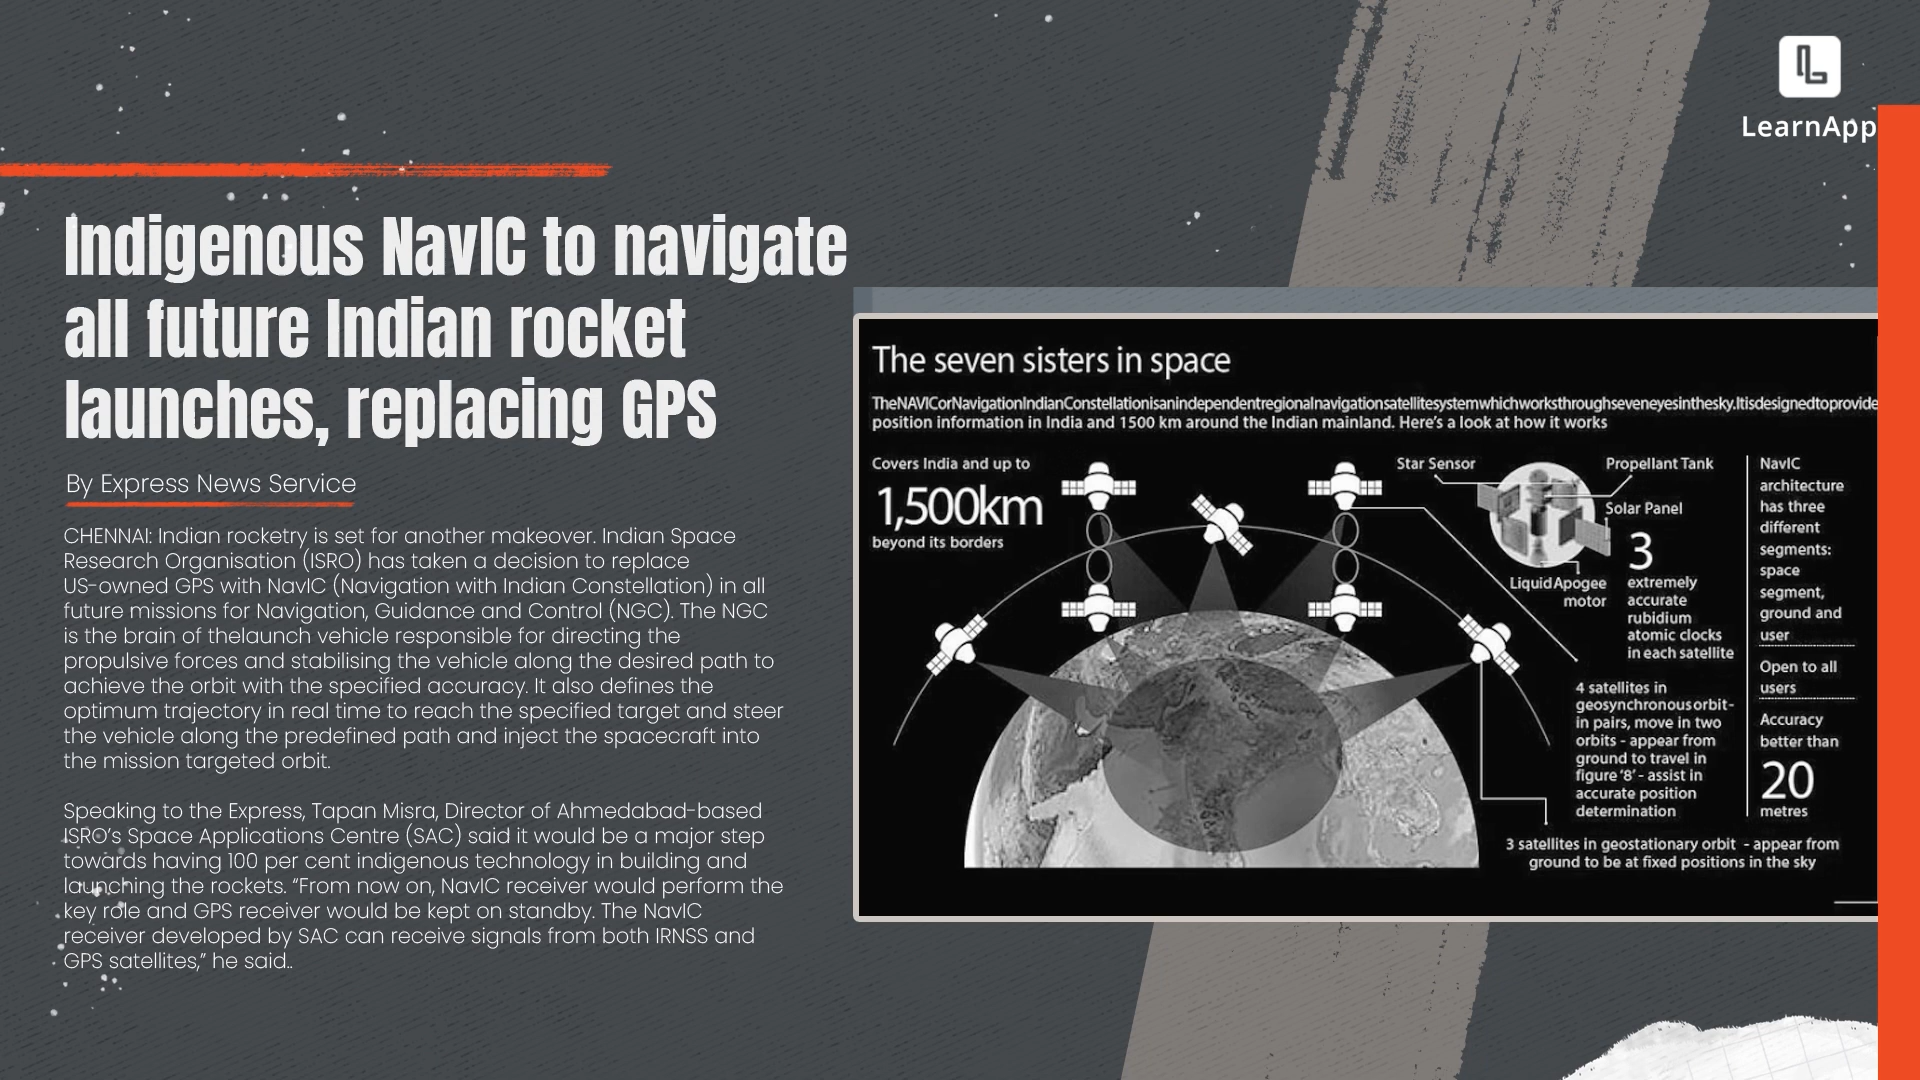 LearnApp
Indigenous NavIC to navigate
all future Indian rocket
launches, replacing GPS
By Express News Service
CHENNAI: Indian rocketry is set for another makeover. Indian Space
Research Organisation (ISRO) has taken a decision to replace
US-owned GPS with NavIC (Navigation with Indian Constellation) in all
future missions for Navigation, Guidance and Control (NGC). The NGC
is the brain of thelaunch vehicle responsible for directing the
propulsive forces and stabilising the vehicle along the desired path to
achieve the orbit with the specified accuracy. It also defines the
optimum trajectory in real time to reach the specified target and steer
the vehicle along the predefined path and inject the spacecraft into
the mission targeted orbit.
Speaking to the Express, Tapan Misra, Director of Ahmedabad-based
ISRO's Space Applications Centre (SAC) said it would be a major step
towards having 100 per cent indigenous technology in building and
launching the rockets. “From now on, NavIC receiver would perform the
key role and GPS receiver would be kept on standby. The NavIC
receiver developed by SAC can receive signals from both IRNSS and
GPS satellites,” he said..
The seven sisters in space
TheNAVICorNavigationIndianConstellationisanindependentregionalnavigationsatellitesystemwhichworksthroughseveneyesinthesky.Itisdesignedtoprovide
position information in India and 1500 km around the Indian mainland. Here's a look at how it works
Covers India and up to
1,500km
beyond its borders
Star Sensor
Propellant Tank
Solar Panel
Liquid Apogee
motor
3
extremely
accurate
rubidium
atomic clocks
in each satellite
4 satellites in
geosynchronous orbit-
in pairs, move in two
orbits - appear from
ground to travel in
figure '8' - assist in
accurate position
determination
3 satellites in geostationary orbit - appear from
ground to be at fixed positions in the sky
NavIC
architecture
has three
different
segments:
space
segment,
ground and
user
Open to all
users
Accuracy
better than
20
metres